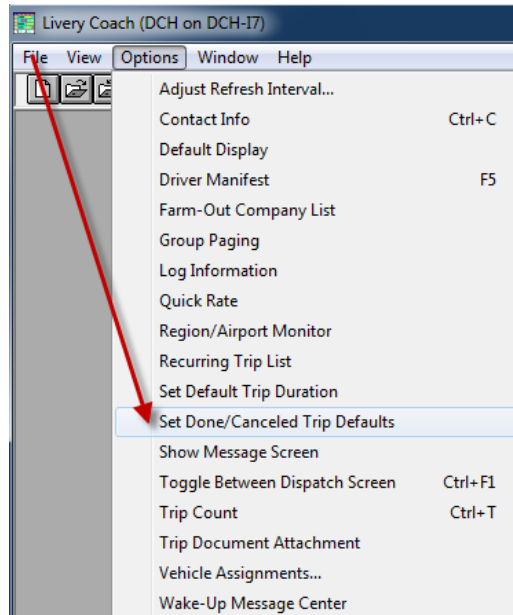 Livery Coach (DCH on DCH-I7)
File View Options Window Help
Adjust Refresh Interval...
Contact Info Ctrl+C
Default Display
Driver Manifest F5
Farm-Out Company List
Group Paging
Log Information
Quick Rate
Region/Airport Monitor
Recurring Trip List
Set Default Trip Duration
Set Done/Canceled Trip Defaults
Show Message Screen
Toggle Between Dispatch Screen Ctrl+F1
Trip Count Ctrl+T
Trip Document Attachment
Vehicle Assignments...
Wake-Up Message Center